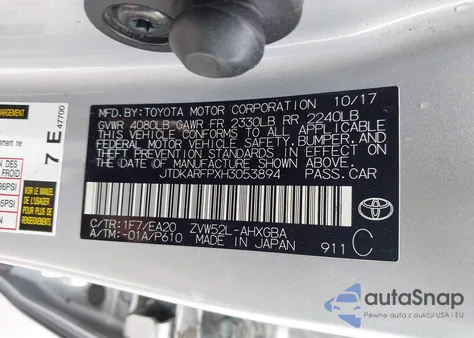 MFD. BY: TOYOTA MOTOR CORPORATION 10/17
GVWR 4080LB GAWR FR 2330LB RR 2240LB
THIS VEHICLE CONFORMS TO ALL APPLICABLE
FEDERAL MOTOR VEHICLE SAFETY, BUMPER,
AND THEFT PREVENTION STANDARDS IN EFFECT ON
THE DATE OF MANUFACTURE SHOWN ABOVE.
JTDKARFPXH3053894 PASS.CAR
C/TR:1F7/EA20 ZVW52L-AHXGBA
A/TM:-01A/P610 MADE IN JAPAN 911 C
TOYOTA
7 E 47700
autoSnap
Pewne auta z aukcji USA i EU